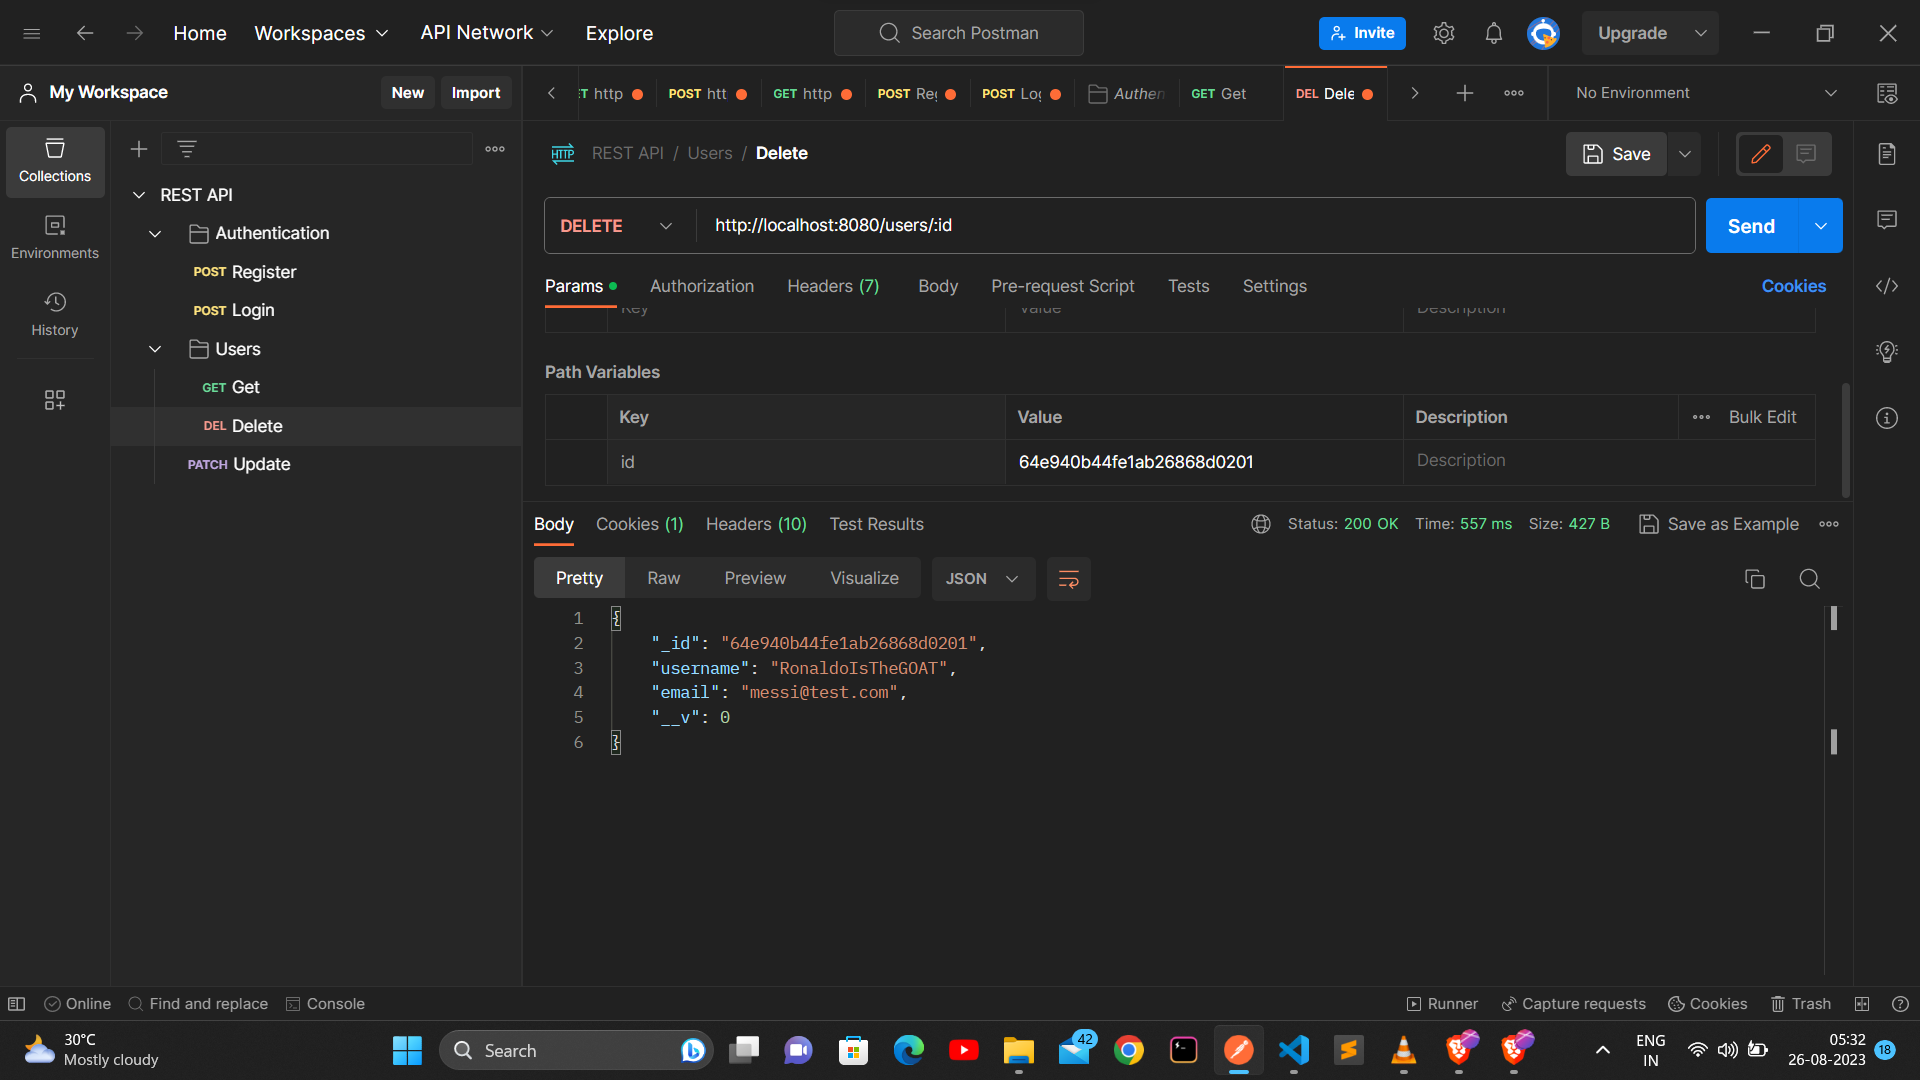 Home
Workspaces
API Network
Explore
Search Postman
Invite
Upgrade
My Workspace
New
Import
http
POST htt
GET http
POST Re
POST Lo
Authen
GET Get
DEL Dele
No Environment
Collections
Environments
History
REST API
Authentication
POST Register
POST Login
Users
GET Get
DEL Delete
PATCH Update
HTTP
REST API / Users / Delete
Save
DELETE
http://localhost:8080/users/:id
Send
Params
Authorization
Headers (7)
Body
Pre-request Script
Tests
Settings
Cookies
Key
Value
Description
Path Variables
Key
Value
Description
Bulk Edit
id
64e940b44fe1ab26868d0201
Description
Body
Cookies (1)
Headers (10)
Test Results
Status: 200 OK
Time: 557 ms
Size: 427 B
Save as Example
Pretty
Raw
Preview
Visualize
JSON
1 {
2 "_id": "64e940b44fe1ab26868d0201",
3 "username": "RonaldoIsTheGOAT",
4 "email": "messi@test.com",
5 "__v": 0
6 }
Online
Find and replace
Console
Runner
Capture requests
Cookies
Trash
30°C
Mostly cloudy
Search
42
ENG
IN
05:32
26-08-2023
18